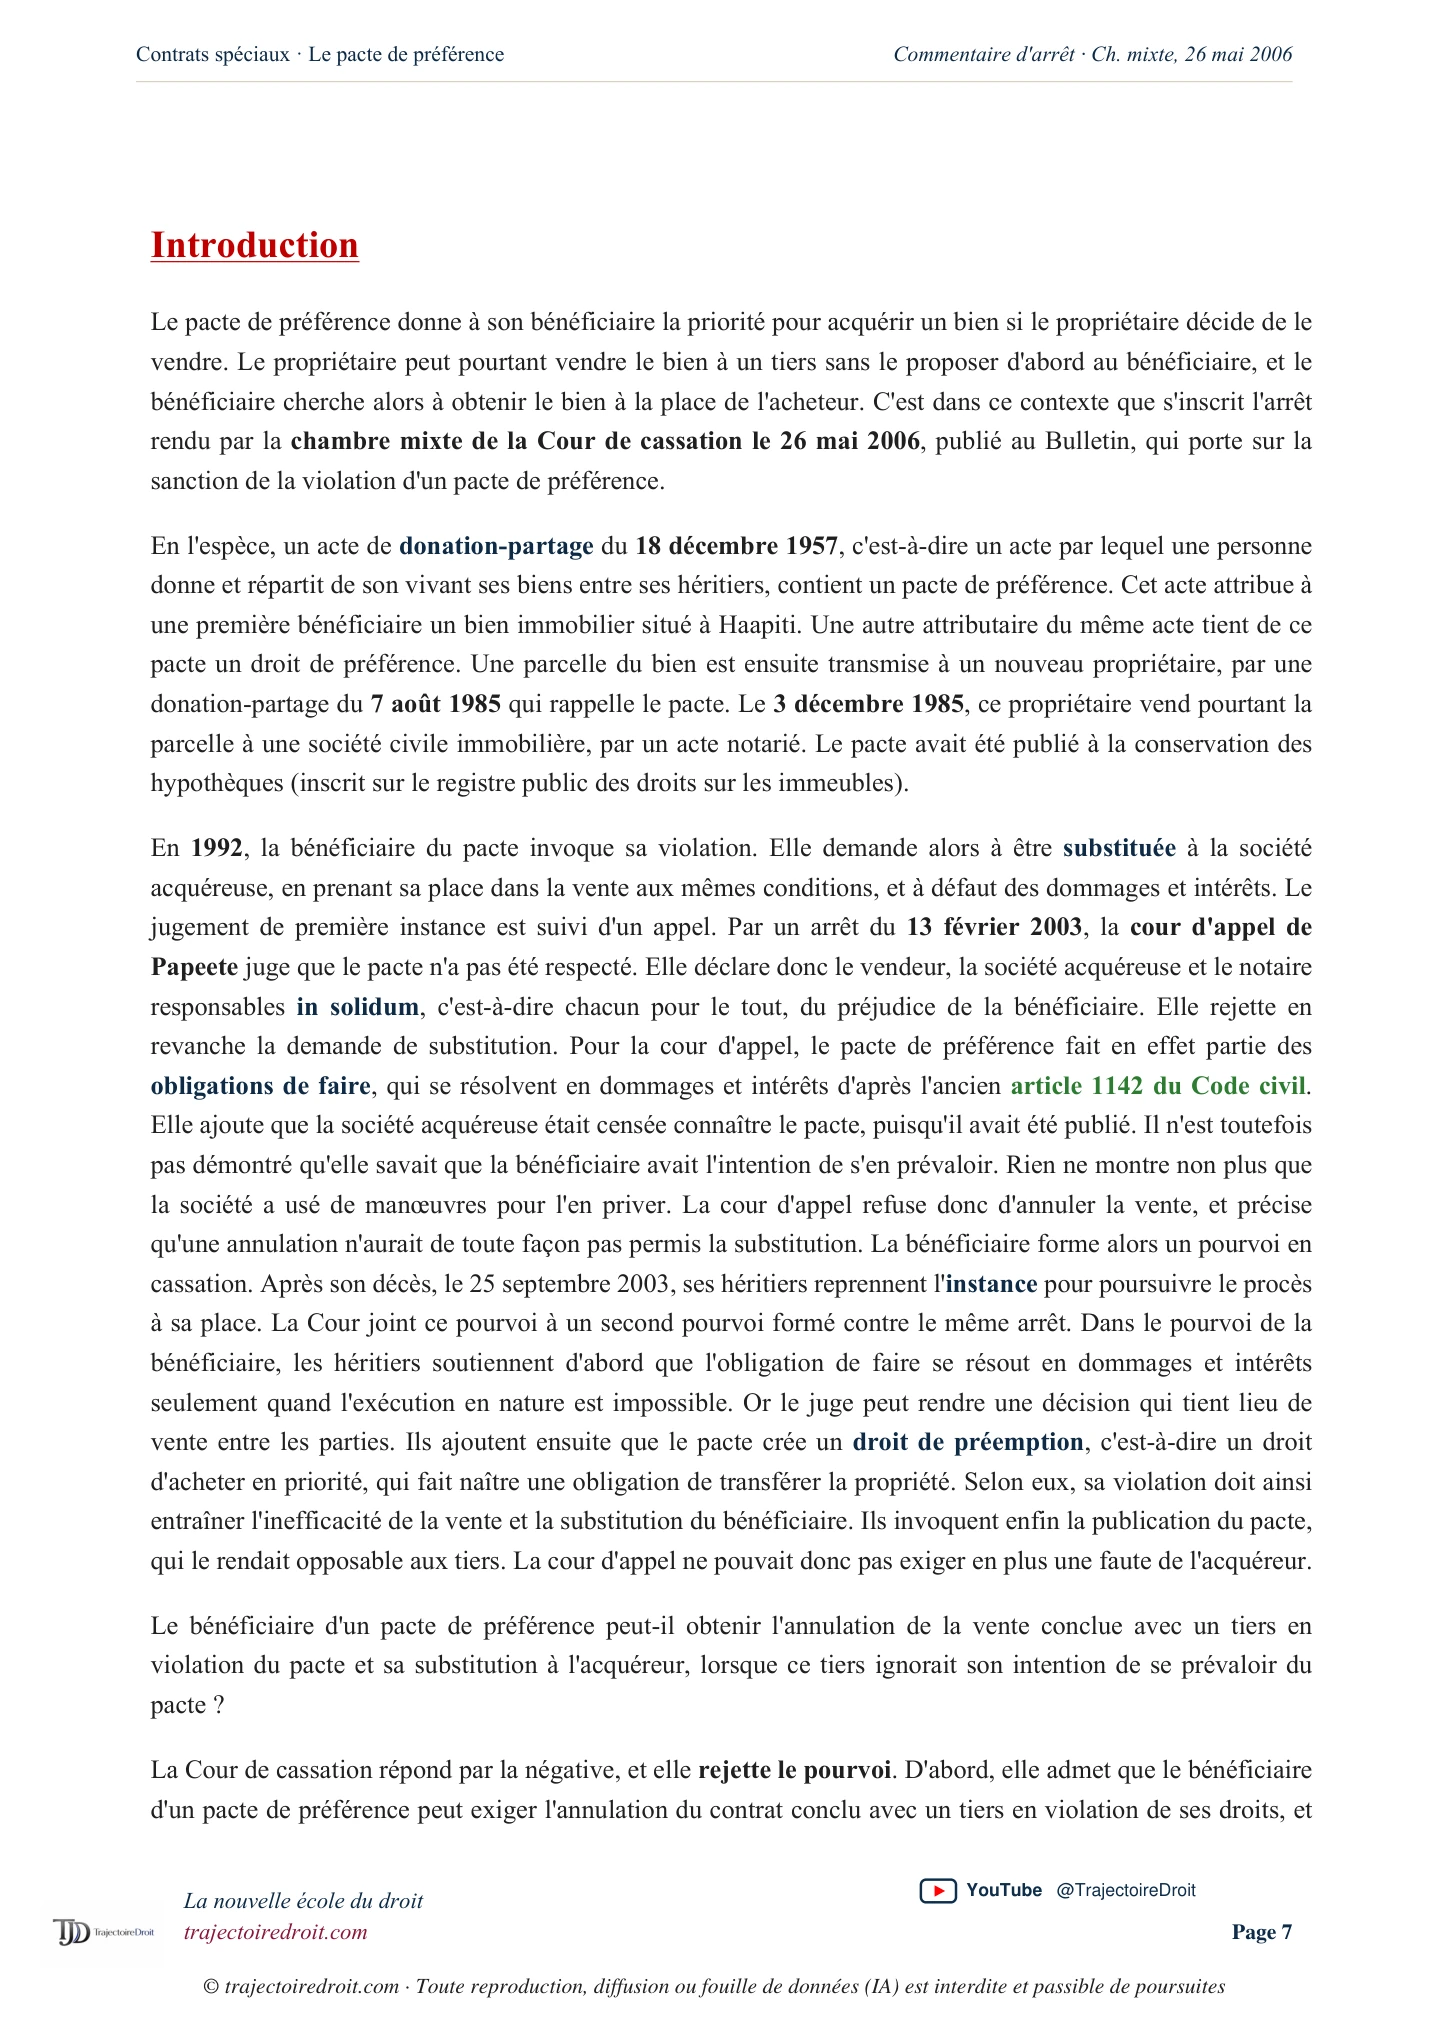 Contrats spéciaux · Le pacte de préférence
Commentaire d'arrêt · Ch. mixte, 26 mai 2006
Introduction
Le pacte de préférence donne à son bénéficiaire la priorité pour acquérir un bien si le propriétaire décide de le
vendre. Le propriétaire peut pourtant vendre le bien à un tiers sans le proposer d'abord au bénéficiaire, et le
bénéficiaire cherche alors à obtenir le bien à la place de l'acheteur. C'est dans ce contexte que s'inscrit l'arrêt
rendu par la chambre mixte de la Cour de cassation le 26 mai 2006, publié au Bulletin, qui porte sur la
sanction de la violation d'un pacte de préférence.
En l'espèce, un acte de donation-partage du 18 décembre 1957, c'est-à-dire un acte par lequel une personne
donne et répartit de son vivant ses biens entre ses héritiers, contient un pacte de préférence. Cet acte attribue à
une première bénéficiaire un bien immobilier situé à Haapiti. Une autre attributaire du même acte tient de ce
pacte un droit de préférence. Une parcelle du bien est ensuite transmise à un nouveau propriétaire, par une
donation-partage du 7 août 1985 qui rappelle le pacte. Le 3 décembre 1985, ce propriétaire vend pourtant la
parcelle à une société civile immobilière, par un acte notarié. Le pacte avait été publié à la conservation des
hypothèques (inscrit sur le registre public des droits sur les immeubles).
En 1992, la bénéficiaire du pacte invoque sa violation. Elle demande alors à être substituée à la société
acquéreuse, en prenant sa place dans la vente aux mêmes conditions, et à défaut des dommages et intérêts. Le
jugement de première instance est suivi d'un appel. Par un arrêt du 13 février 2003, la cour d'appel de
Papeete juge que le pacte n'a pas été respecté. Elle déclare donc le vendeur, la société acquéreuse et le notaire
responsables in solidum, c'est-à-dire chacun pour le tout, du préjudice de la bénéficiaire. Elle rejette en
revanche la demande de substitution. Pour la cour d'appel, le pacte de préférence fait en effet partie des
obligations de faire, qui se résolvent en dommages et intérêts d'après l'ancien article 1142 du Code civil.
Elle ajoute que la société acquéreuse était censée connaître le pacte, puisqu'il avait été publié. Il n'est toutefois
pas démontré qu'elle savait que la bénéficiaire avait l'intention de s'en prévaloir. Rien ne montre non plus que
la société a usé de manœuvres pour l'en priver. La cour d'appel refuse donc d'annuler la vente, et précise
qu'une annulation n'aurait de toute façon pas permis la substitution. La bénéficiaire forme alors un pourvoi en
cassation. Après son décès, le 25 septembre 2003, ses héritiers reprennent l'instance pour poursuivre le procès
à sa place. La Cour joint ce pourvoi à un second pourvoi formé contre le même arrêt. Dans le pourvoi de la
bénéficiaire, les héritiers soutiennent d'abord que l'obligation de faire se résout en dommages et intérêts
seulement quand l'exécution en nature est impossible. Or le juge peut rendre une décision qui tient lieu de
vente entre les parties. Ils ajoutent ensuite que le pacte crée un droit de préemption, c'est-à-dire un droit
d'acheter en priorité, qui fait naître une obligation de transférer la propriété. Selon eux, sa violation doit ainsi
entraîner l'inefficacité de la vente et la substitution du bénéficiaire. Ils invoquent enfin la publication du pacte,
qui le rendait opposable aux tiers. La cour d'appel ne pouvait donc pas exiger en plus une faute de l'acquéreur.
Le bénéficiaire d'un pacte de préférence peut-il obtenir l'annulation de la vente conclue avec un tiers en
violation du pacte et sa substitution à l'acquéreur, lorsque ce tiers ignorait son intention de se prévaloir du
pacte ?
La Cour de cassation répond par la négative, et elle rejette le pourvoi. D'abord, elle admet que le bénéficiaire
d'un pacte de préférence peut exiger l'annulation du contrat conclu avec un tiers en violation de ses droits, et
La nouvelle école du droit
trajectoiredroit.com
TJD TrajectoireDroit
YouTube @TrajectoireDroit
Page 7
© trajectoiredroit.com · Toute reproduction, diffusion ou fouille de données (IA) est interdite et passible de poursuites